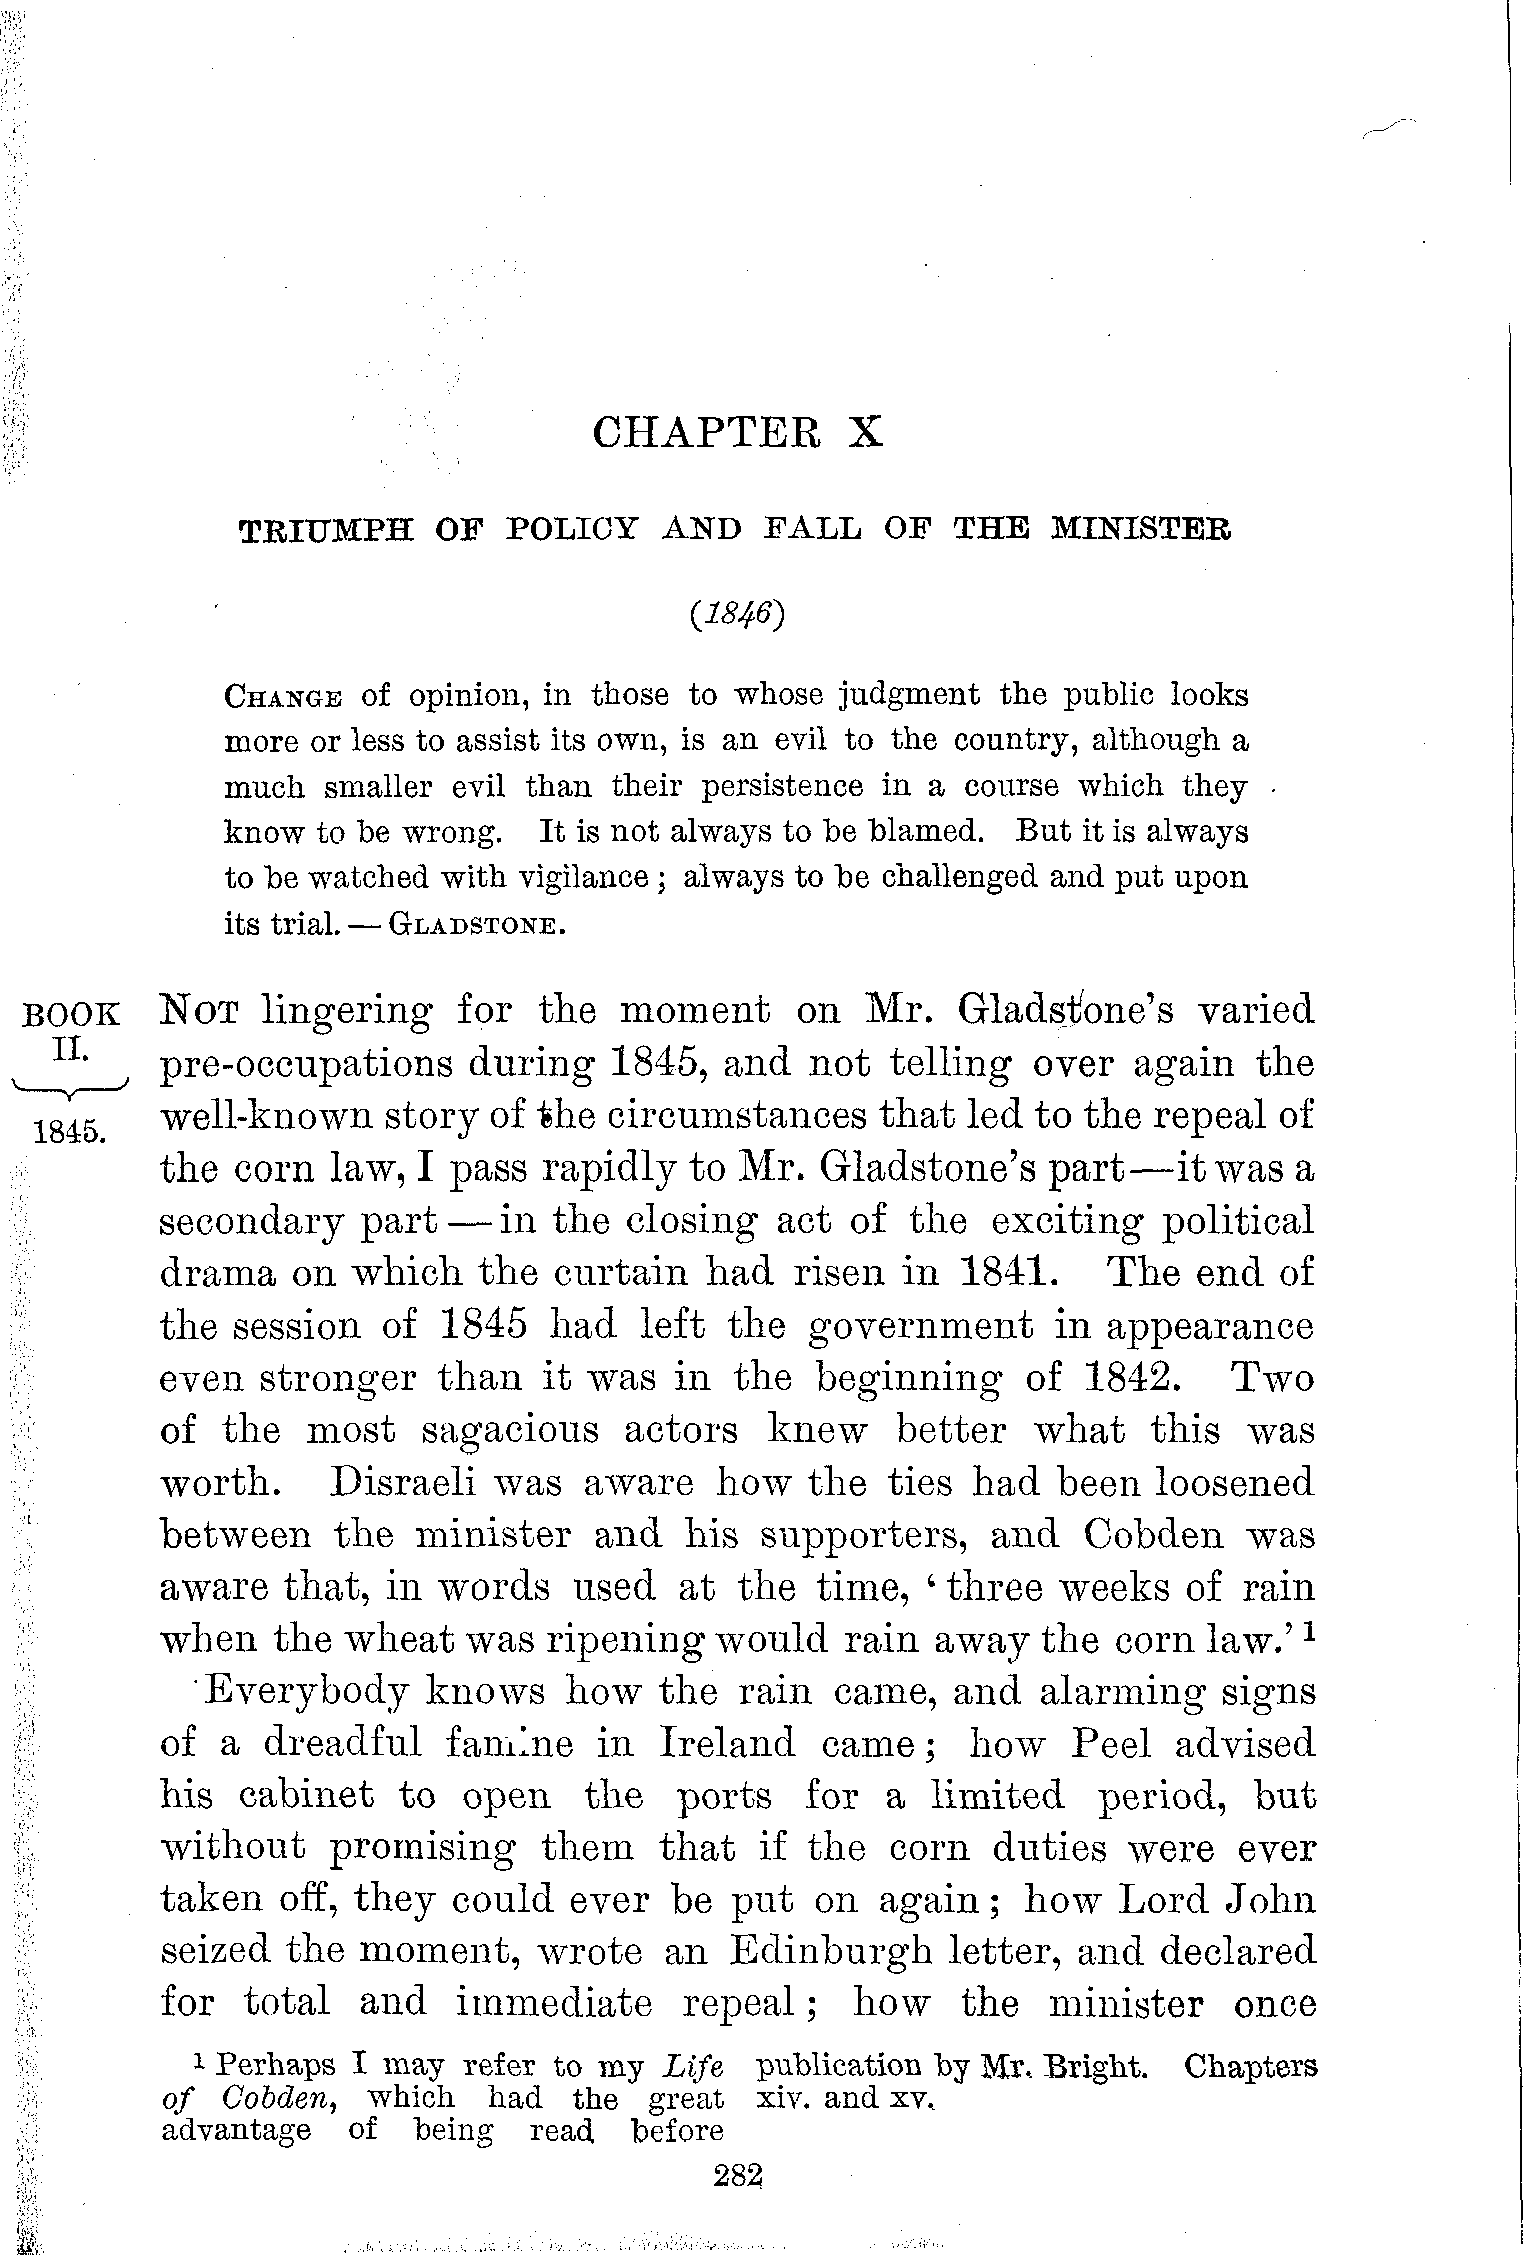 CHAPTER X
TRIUMPH OF POLICY AND FALL OF THE MINISTER
(1846)
CHANGE of opinion, in those to whose judgment the public looks
more or less to assist its own, is an evil to the country, although a
much smaller evil than their persistence in a course which they
know to be wrong. It is not always to be blamed. But it is always
to be watched with vigilance; always to be challenged and put upon
its trial. — GLADSTONE.
BOOK
II.
1845.
NOT lingering for the moment on Mr. Gladstone's varied
pre-occupations during 1845, and not telling over again the
well-known story of the circumstances that led to the repeal of
the corn law, I pass rapidly to Mr. Gladstone's part—it was a
secondary part — in the closing act of the exciting political
drama on which the curtain had risen in 1841. The end of
the session of 1845 had left the government in appearance
even stronger than it was in the beginning of 1842. Two
of the most sagacious actors knew better what this was
worth. Disraeli was aware how the ties had been loosened
between the minister and his supporters, and Cobden was
aware that, in words used at the time, ‘three weeks of rain
when the wheat was ripening would rain away the corn law.’ 1
Everybody knows how the rain came, and alarming signs
of a dreadful famine in Ireland came; how Peel advised
his cabinet to open the ports for a limited period, but
without promising them that if the corn duties were ever
taken off, they could ever be put on again; how Lord John
seized the moment, wrote an Edinburgh letter, and declared
for total and immediate repeal; how the minister once
1 Perhaps I may refer to my Life
of Cobden, which had the great
advantage of being read before
publication by Mr. Bright. Chapters
xiv. and xv.
282